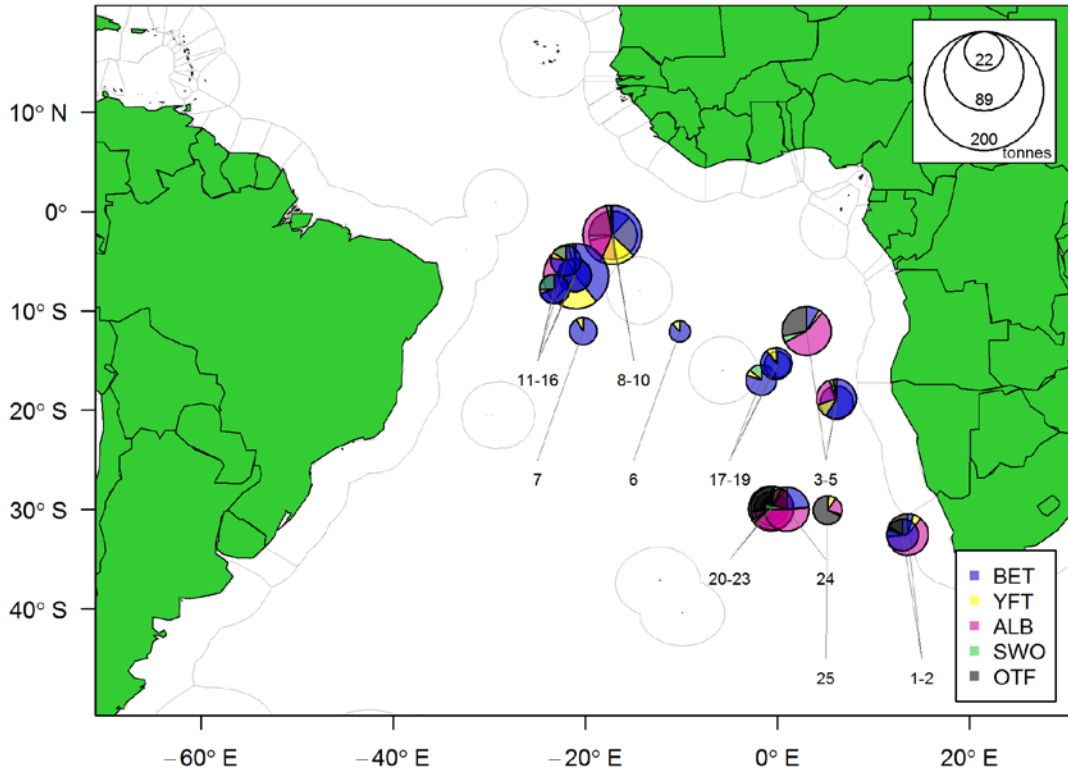 22
89
200
tonnes
10° N
0°
10° S
20° S
30° S
40° S
11-16
8-10
7
6
17-19
3-5
20-23
24
25
1-2
BET
YFT
ALB
SWO
OTF
−60° E
−40° E
−20° E
0° E
20° E